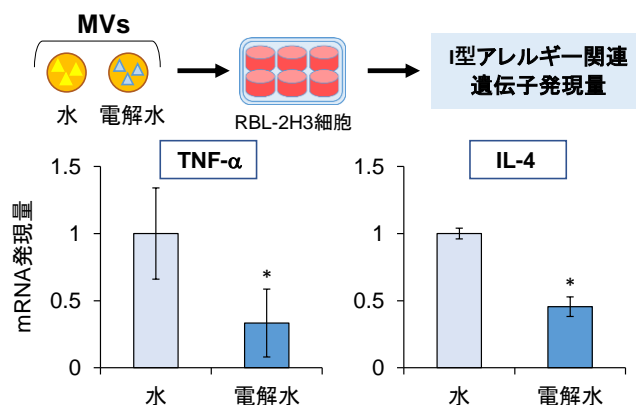 MVs
水
電解水
RBL-2H3細胞
I型アレルギー関連
遺伝子発現量
TNF-α
IL-4
mRNA発現量
1.5
1
0.5
0
*
水
電解水
1.5
1
0.5
0
*
水
電解水